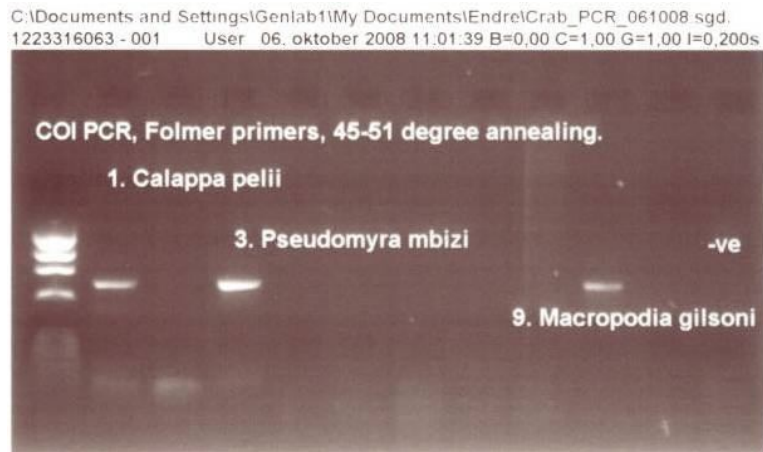 C:\Documents and Settings\Genlab1\My Documents\Endre\Crab_PCR_061008.sgd.
1223316063 - 001 User 06. oktober 2008 11:01:39 B=0,00 C=1,00 G=1,00 I=0,200s
COI PCR, Folmer primers, 45-51 degree annealing.
1. Calappa pelii
3. Pseudomyra mbizi
-ve
9. Macropodia gilsoni